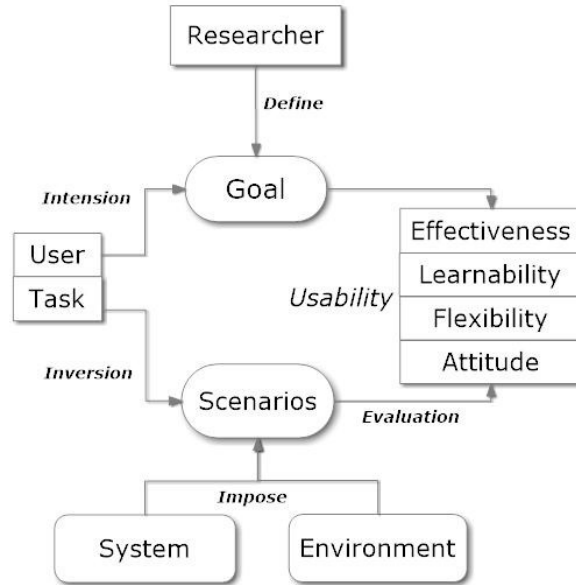 Researcher
Define
Goal
Intension
User
Task
Effectiveness
Learnability
Flexibility
Attitude
Usability
Inversion
Scenarios
Evaluation
Impose
System
Environment